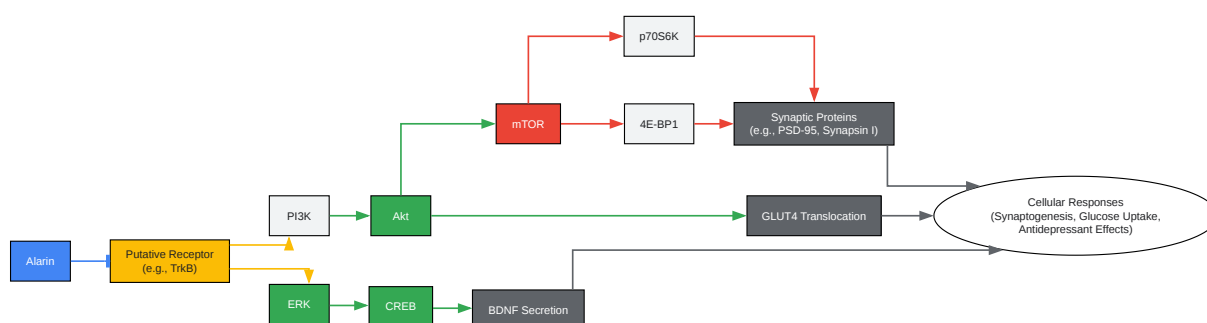 p70S6K
mTOR
4E-BP1
Synaptic Proteins
(e.g., PSD-95, Synapsin I)
PI3K
Akt
GLUT4 Translocation
Cellular Responses
(Synaptogenesis, Glucose Uptake,
Antidepressant Effects)
Alarin
Putative Receptor
(e.g., TrkB)
ERK
CREB
BDNF Secretion